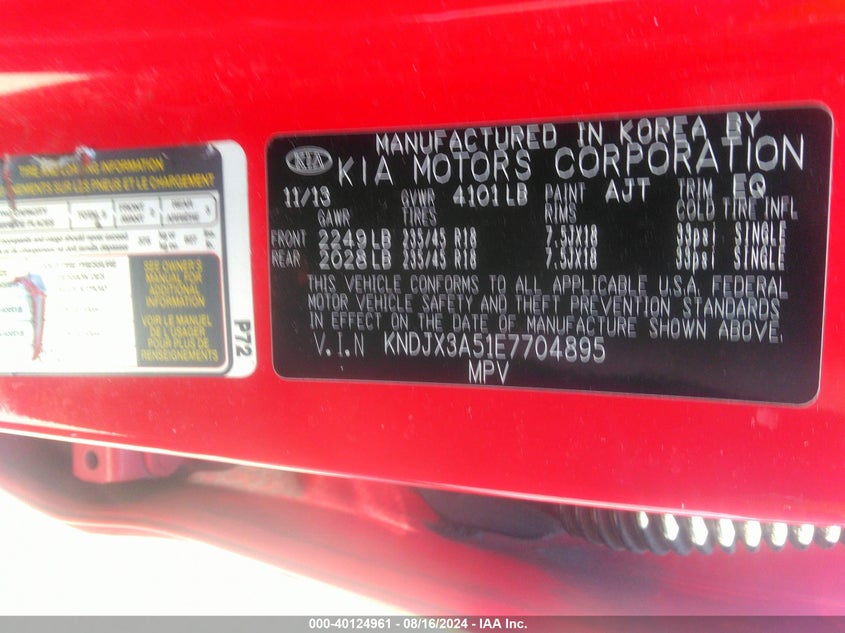 TIRE AND LOADING INFORMATION
SEE OWNER'S
MANUAL FOR
ADDITIONAL
INFORMATION
VOIR LE MANUEL
DE L'USAGER
POUR PLUS DE
RENSEIGNEMENTS
P72
KIA
MANUFACTURED IN KOREA BY
KIA MOTORS CORPORATION
11/13 GVWR 4101 LB PAINT AJT TRIM EQ
GAWR TIRES RIMS COLD TIRE INFL
FRONT 2249 LB 235/45 R18 7.5JX18 33psi SINGLE
REAR 2028 LB 235/45 R18 7.5JX18 33psi SINGLE
THIS VEHICLE CONFORMS TO ALL APPLICABLE U.S.A. FEDERAL
MOTOR VEHICLE SAFETY AND THEFT PREVENTION STANDARDS
IN EFFECT ON THE DATE OF MANUFACTURE SHOWN ABOVE.
V.I.N KNDJX3A51E7704895
MPV
000-40124961 - 08/16/2024 - IAA Inc.